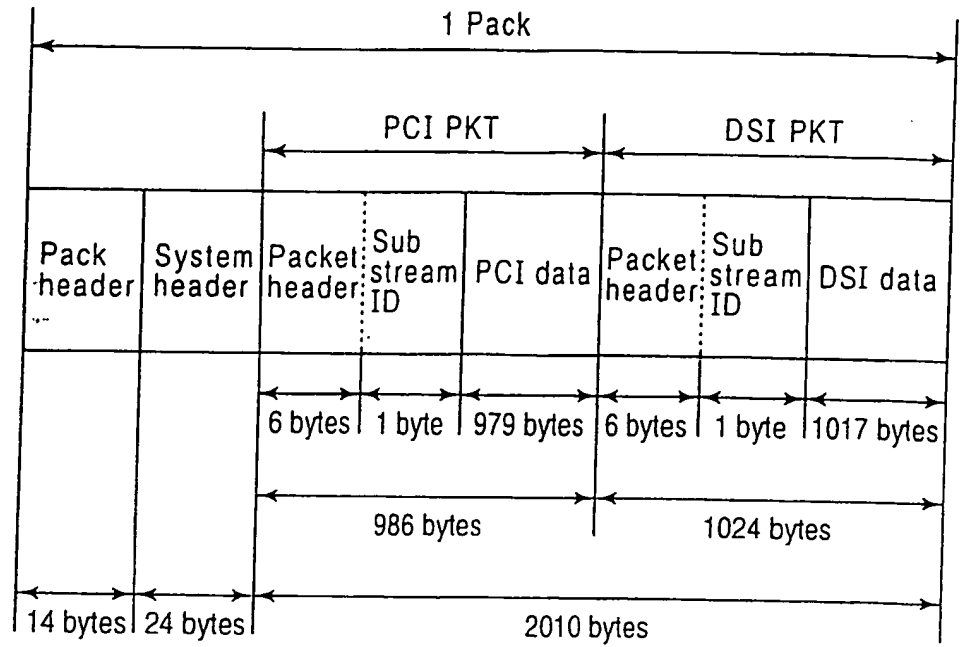 1 Pack
PCI PKT
DSI PKT
Pack
header
System
header
Packet
header
Sub
stream
ID
PCI data
Packet
header
Sub
stream
ID
DSI data
6 bytes
1 byte
979 bytes
6 bytes
1 byte
1017 bytes
986 bytes
1024 bytes
14 bytes
24 bytes
2010 bytes